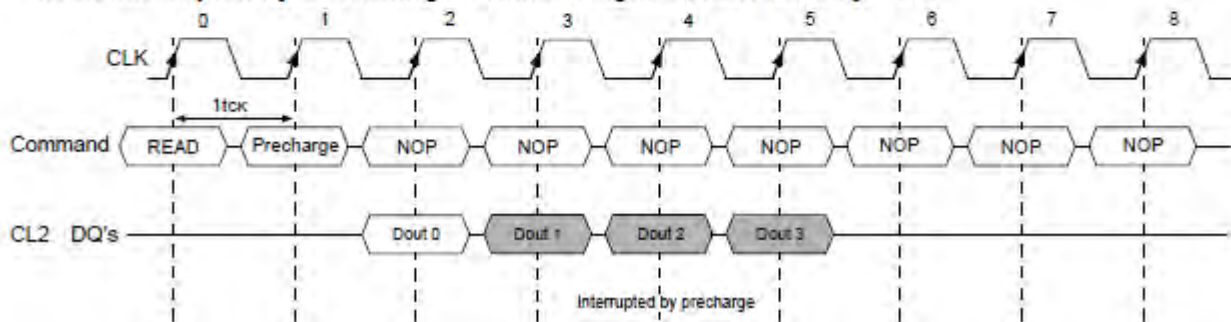 0 1 2 3 4 5 6 7 8
CLK
1tCK
Command READ Precharge NOP NOP NOP NOP NOP NOP NOP
CL2 DQ's Dout 0 Dout 1 Dout 2 Dout 3
Interrupted by precharge